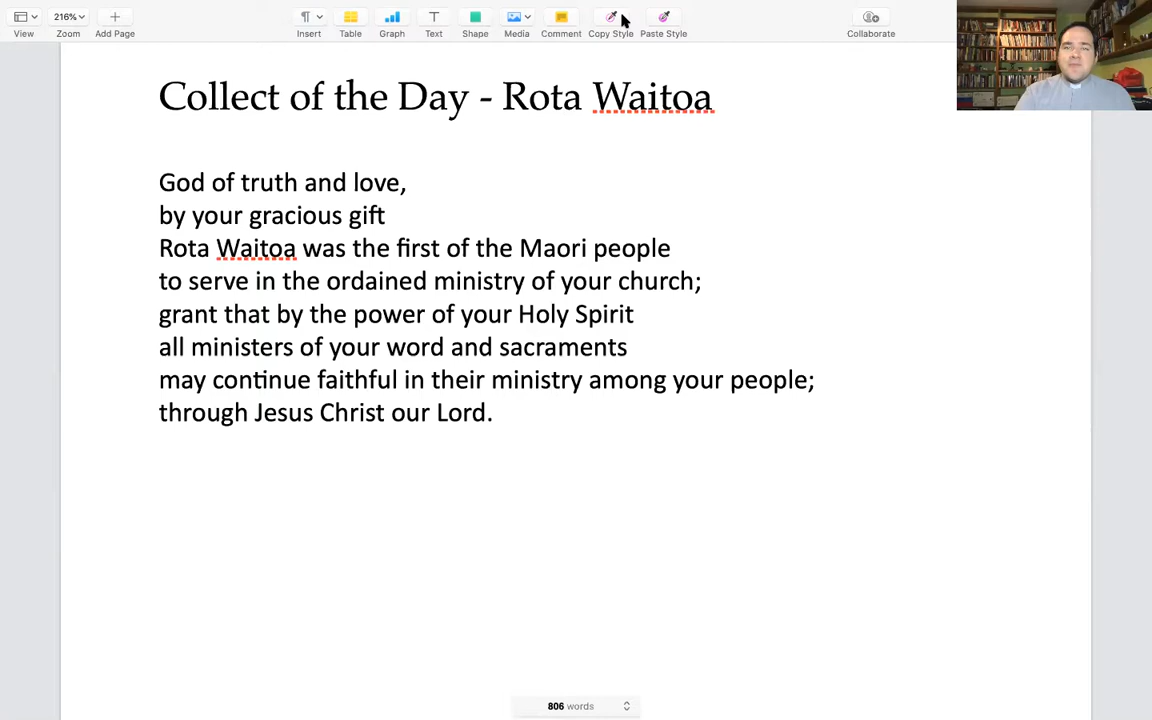 216%
View
Zoom
Add Page
Insert
Table
Graph
Text
Shape
Media
Comment
Copy Style
Paste Style
Collaborate
Collect of the Day - Rota Waitoa
God of truth and love,
by your gracious gift
Rota Waitoa was the first of the Maori people
to serve in the ordained ministry of your church;
grant that by the power of your Holy Spirit
all ministers of your word and sacraments
may continue faithful in their ministry among your people;
through Jesus Christ our Lord.
806 words